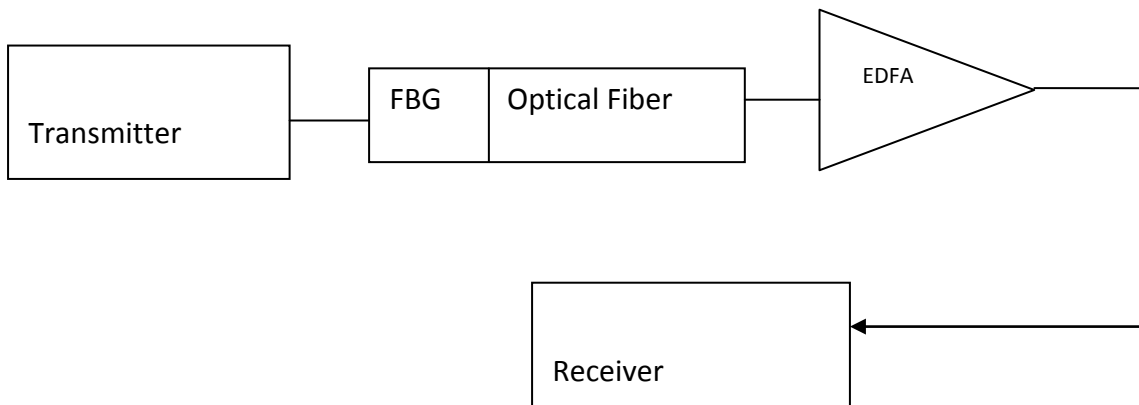 Transmitter
FBG
Optical Fiber
EDFA
Receiver